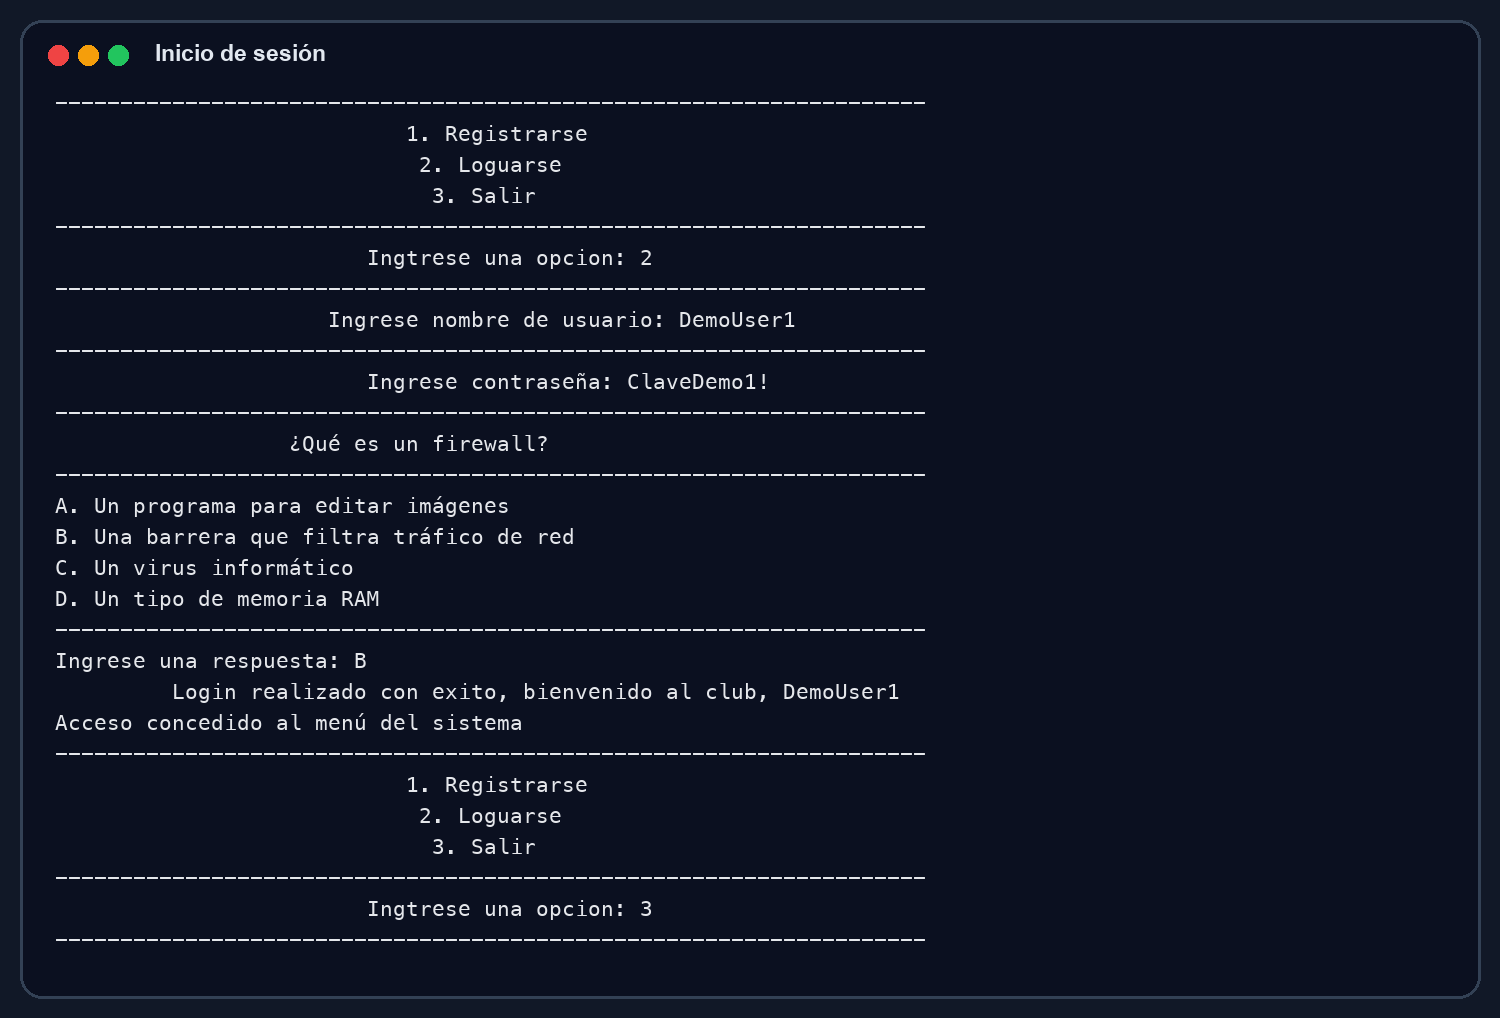 Inicio de sesión
-------------------------------------------------------------------
1. Registrarse
2. Loguarse
3. Salir
-------------------------------------------------------------------
Ingtrese una opcion: 2
-------------------------------------------------------------------
Ingrese nombre de usuario: DemoUser1
-------------------------------------------------------------------
Ingrese contraseña: ClaveDemo1!
-------------------------------------------------------------------
¿Qué es un firewall?
-------------------------------------------------------------------
A. Un programa para editar imágenes
B. Una barrera que filtra tráfico de red
C. Un virus informático
D. Un tipo de memoria RAM
-------------------------------------------------------------------
Ingrese una respuesta: B
Login realizado con exito, bienvenido al club, DemoUser1
Acceso concedido al menú del sistema
-------------------------------------------------------------------
1. Registrarse
2. Loguarse
3. Salir
-------------------------------------------------------------------
Ingtrese una opcion: 3
-------------------------------------------------------------------